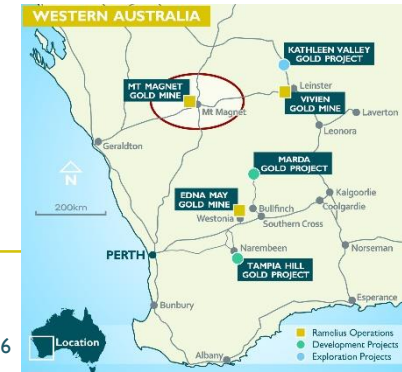 WESTERN AUSTRALIA
KATHLEEN VALLEY
GOLD PROJECT
MT MAGNET
GOLD MINE
Mt Magnet
Leinster
VIVIEN
GOLD MINE
Laverton
Leonora
Geraldton
N
MARDA
GOLD PROJECT
200km
EDNA MAY
GOLD MINE
Kalgoorlie
Coolgardie
Bullfinch
Westonia
Southern Cross
PERTH
Narembeen
Norseman
TAMPIA HILL
GOLD PROJECT
Bunbury
Esperance
6
Location
Albany
Ramelius Operations
Development Projects
Exploration Projects